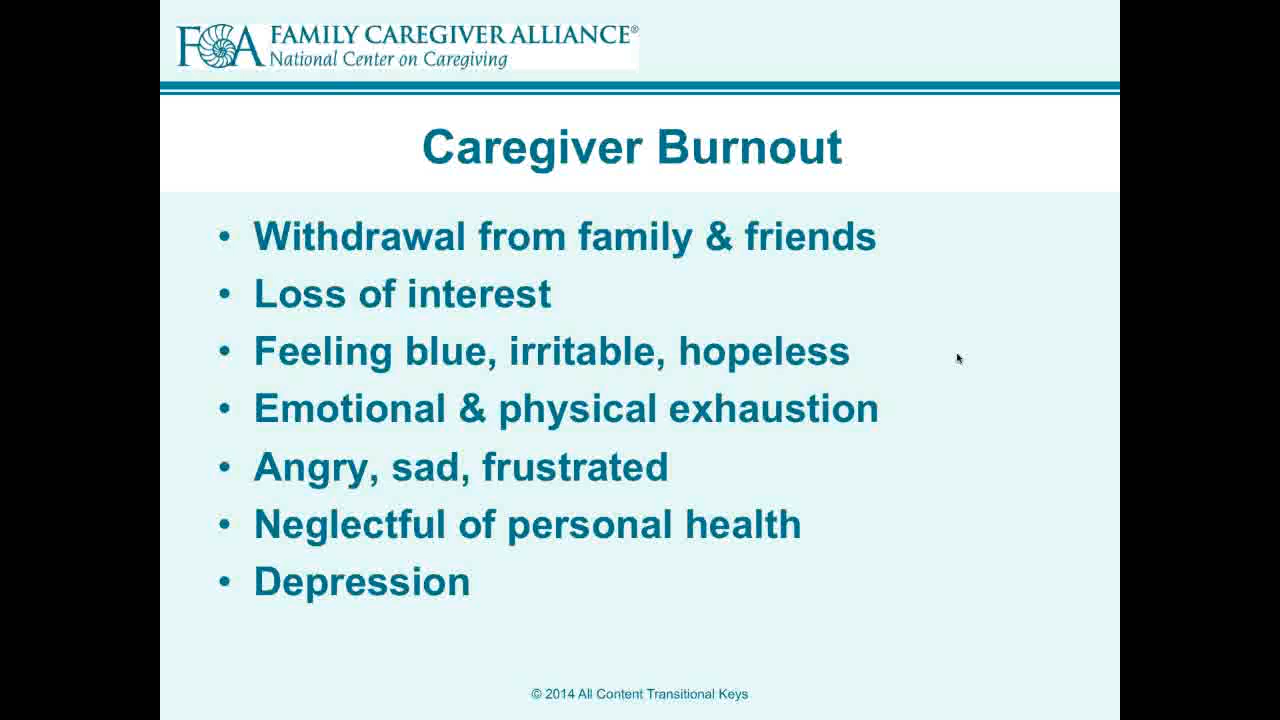 FCA FAMILY CAREGIVER ALLIANCE®
National Center on Caregiving
Caregiver Burnout
• Withdrawal from family & friends
• Loss of interest
• Feeling blue, irritable, hopeless
• Emotional & physical exhaustion
• Angry, sad, frustrated
• Neglectful of personal health
• Depression
© 2014 All Content Transitional Keys